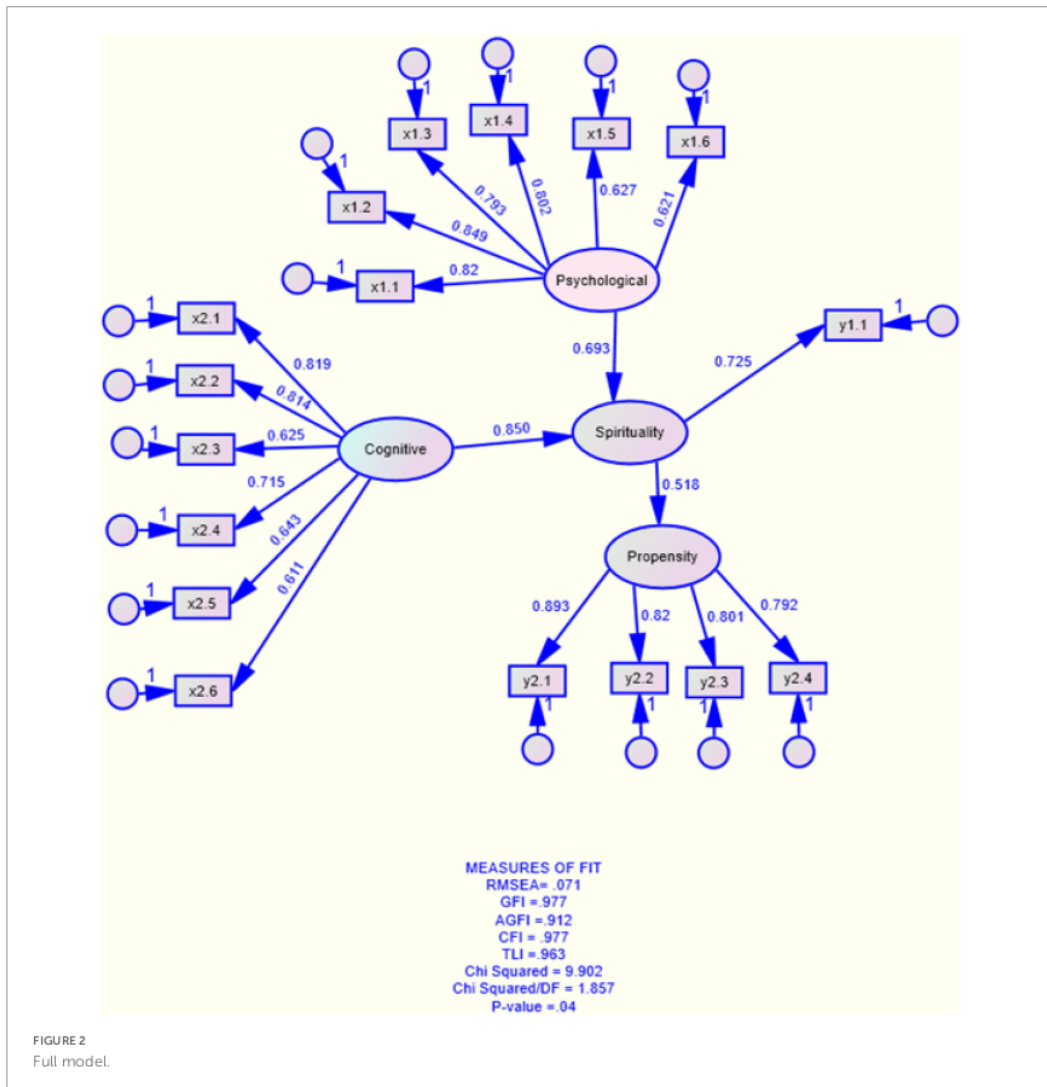 1
1
1
1
x1.3
x1.4
x1.5
x1.6
1
x1.2
0.793
0.802
0.627
0.621
0.849
1
x1.1
0.82
Psychological
1
x2.1
0.693
0.725
y1.1
1
0.819
1
x2.2
0.814
1
x2.3
0.625
Cognitive
0.850
Spirituality
0.715
0.518
1
x2.4
0.643
0.611
Propensity
1
x2.5
0.893
0.82
0.801
0.792
1
x2.6
y2.1
y2.2
y2.3
y2.4
1
1
1
1
MEASURES OF FIT
RMSEA= .071
GFI =.977
AGFI =.912
CFI = .977
TLI =.963
Chi Squared = 9.902
Chi Squared/DF = 1.857
P-value =.04
FIGURE 2
Full model.